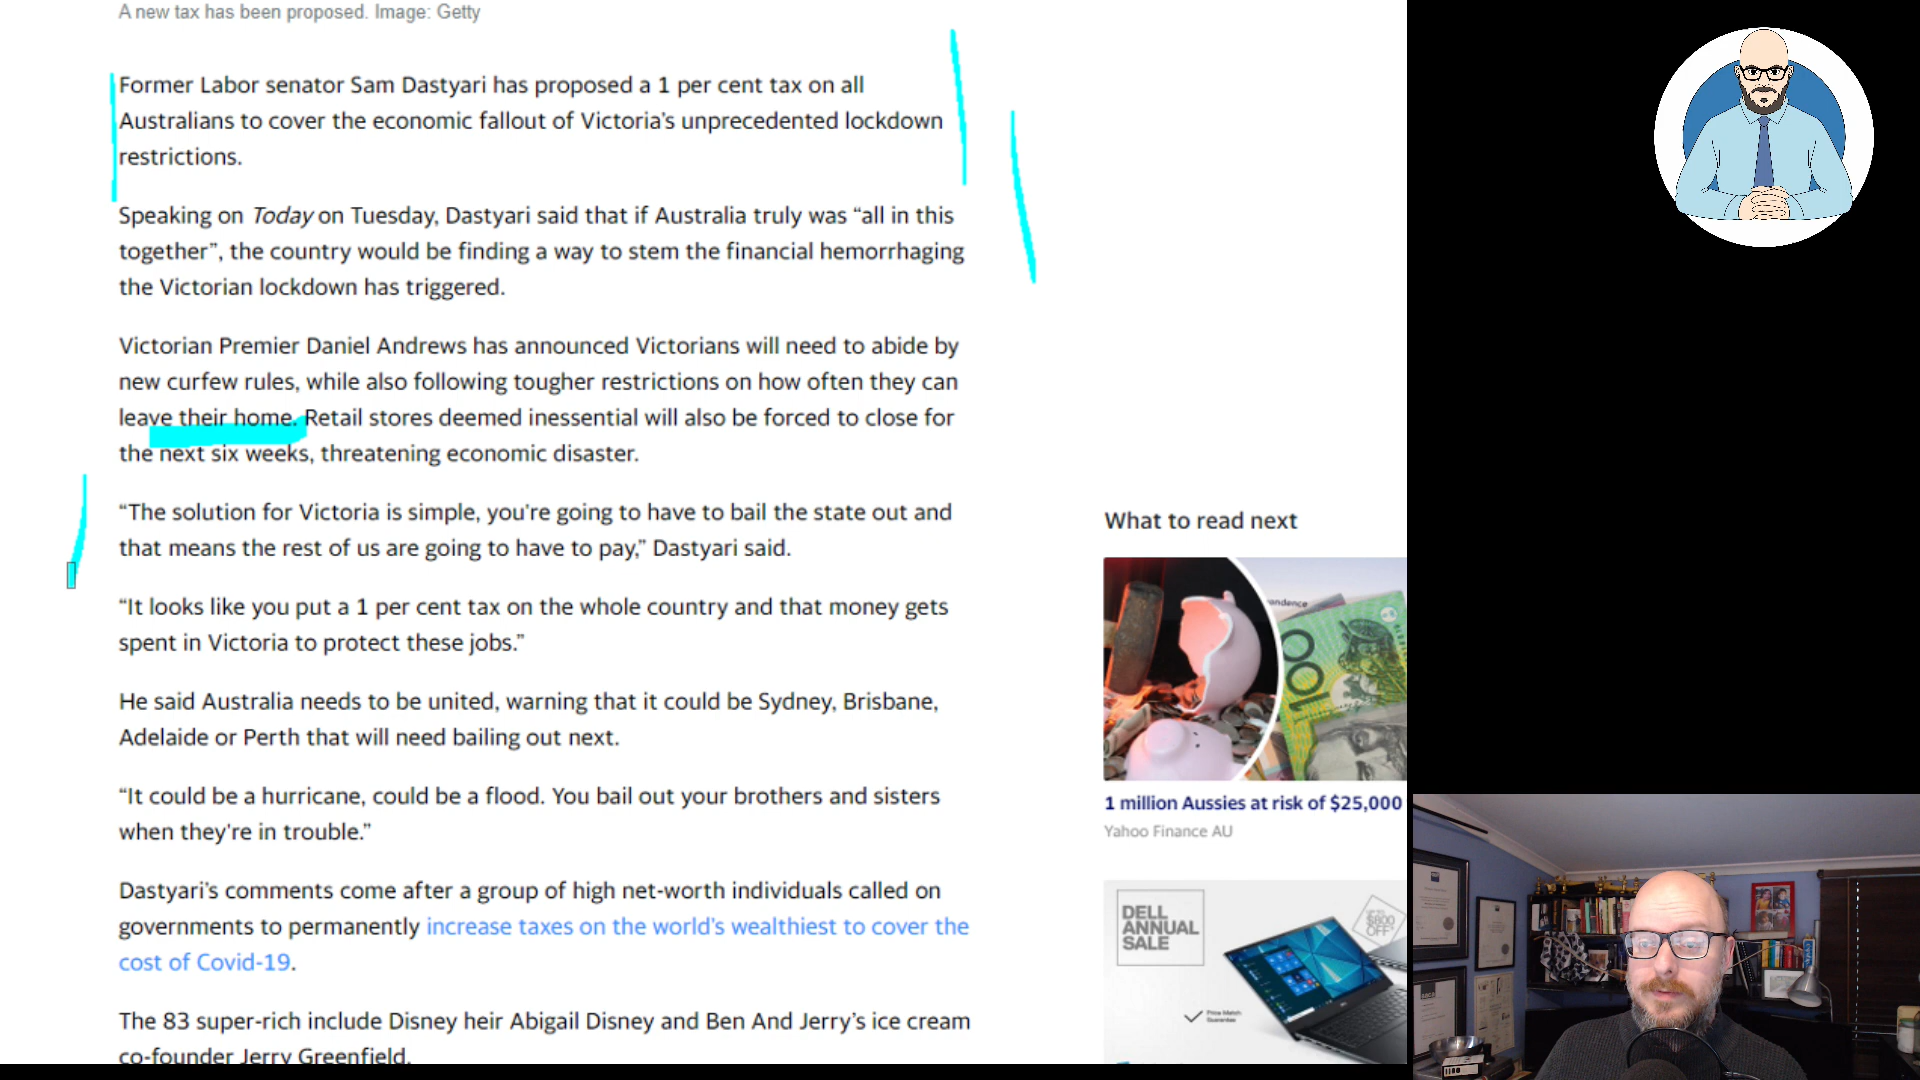 A new tax has been proposed. Image: Getty
Former Labor senator Sam Dastyari has proposed a 1 per cent tax on all
Australians to cover the economic fallout of Victoria's unprecedented lockdown
restrictions.
Speaking on Today on Tuesday, Dastyari said that if Australia truly was “all in this
together”, the country would be finding a way to stem the financial hemorrhaging
the Victorian lockdown has triggered.
Victorian Premier Daniel Andrews has announced Victorians will need to abide by
new curfew rules, while also following tougher restrictions on how often they can
leave their home. Retail stores deemed inessential will also be forced to close for
the next six weeks, threatening economic disaster.
“The solution for Victoria is simple, you're going to have to bail the state out and
that means the rest of us are going to have to pay,” Dastyari said.
“It looks like you put a 1 per cent tax on the whole country and that money gets
spent in Victoria to protect these jobs.”
He said Australia needs to be united, warning that it could be Sydney, Brisbane,
Adelaide or Perth that will need bailing out next.
“It could be a hurricane, could be a flood. You bail out your brothers and sisters
when they're in trouble.”
Dastyari's comments come after a group of high net-worth individuals called on
governments to permanently increase taxes on the world's wealthiest to cover the
cost of Covid-19.
The 83 super-rich include Disney heir Abigail Disney and Ben And Jerry's ice cream
co-founder Jerry Greenfield.
What to read next
100
1 million Aussies at risk of $25,000
Yahoo Finance AU
DELL
ANNUAL
SALE
$800
OFF
Price Match
Guarantee